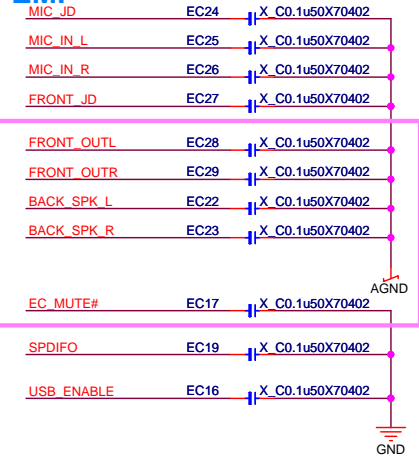 EMI
MIC_JD EC24 X_C0.1u50X70402
MIC_IN_L EC25 X_C0.1u50X70402
MIC_IN_R EC26 X_C0.1u50X70402
FRONT_JD EC27 X_C0.1u50X70402
FRONT_OUTL EC28 X_C0.1u50X70402
FRONT_OUTR EC29 X_C0.1u50X70402
BACK_SPK_L EC22 X_C0.1u50X70402
BACK_SPK_R EC23 X_C0.1u50X70402
AGND
EC_MUTE# EC17 X_C0.1u50X70402
SPDIFO EC19 X_C0.1u50X70402
USB_ENABLE EC16 X_C0.1u50X70402
GND